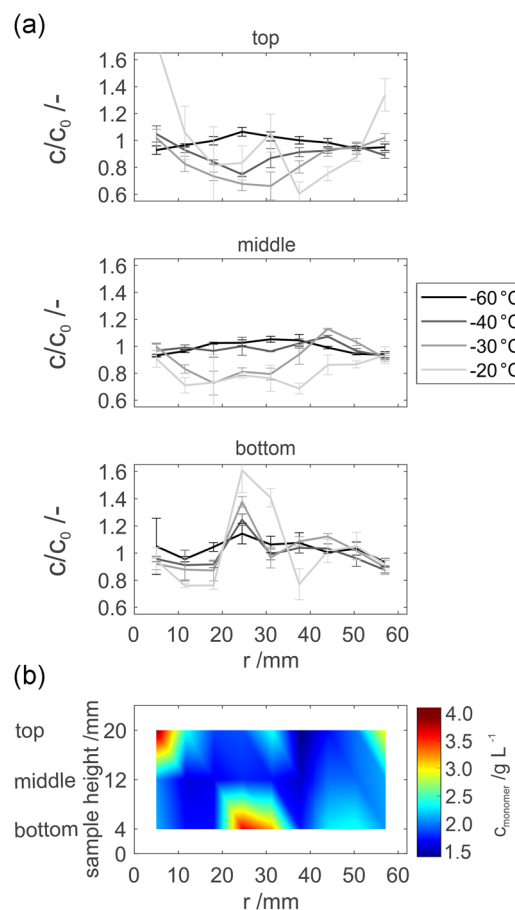 (a)
top
1.6
1.4
1.2
1
0.8
0.6
c/c0 /-
middle
1.6
1.4
1.2
1.0
0.8
0.6
c/c0 /-
-60 °C
-40 °C
-30 °C
-20 °C
bottom
1.6
1.4
1.2
1.0
0.8
0.6
c/c0 /-
0 10 20 30 40 50 60
r /mm
(b)
top
middle
bottom
sample height /mm
20
12
4
0
0 10 20 30 40 50 60
r /mm
4.0
3.5
3.0
2.5
2.0
1.5
cmonomer /g L-1